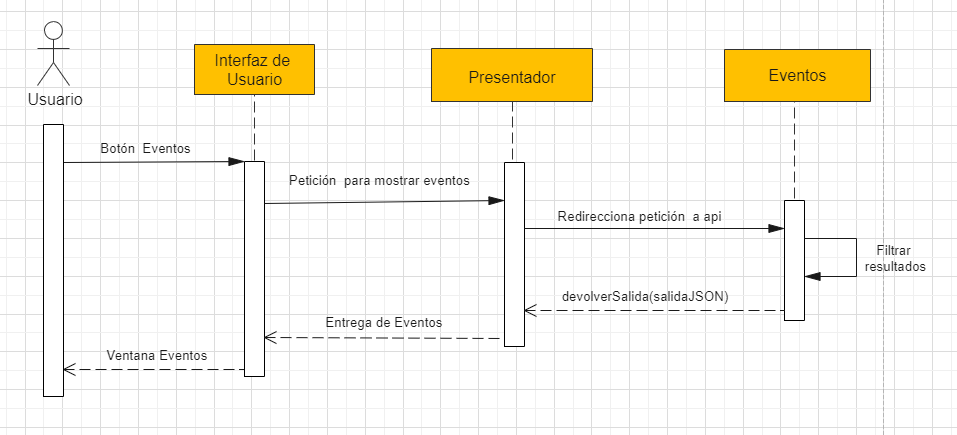 Usuario
Interfaz de
Usuario
Presentador
Eventos
Botón Eventos
Petición para mostrar eventos
Redirecciona petición a api
Filtrar
resultados
devolverSalida(salidaJSON)
Entrega de Eventos
Ventana Eventos